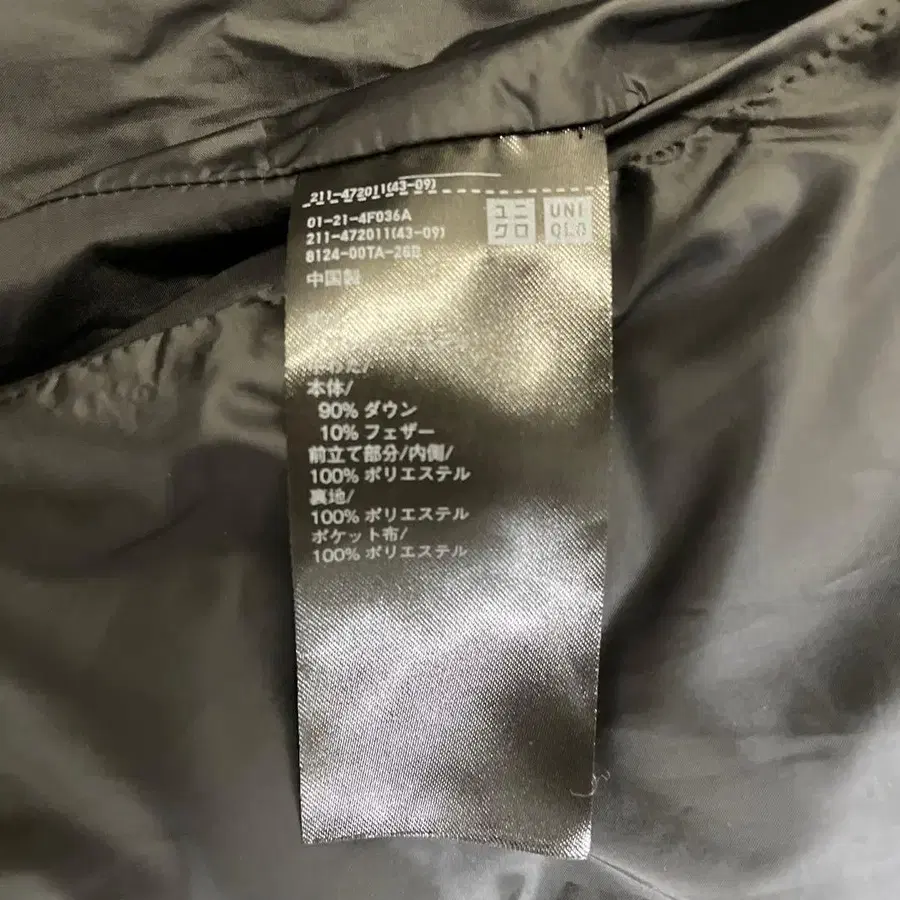 211-472011(43-09)
01-21-4F036A
211-472011(43-09)
8124-00TA-26B
ユニ
クロ
UNI
QLO
中国製
本体/
90% ダウン
10% フェザー
前立て部分/内側/
100% ポリエステル
裏地/
100% ポリエステル
ポケット布/
100% ポリエステル